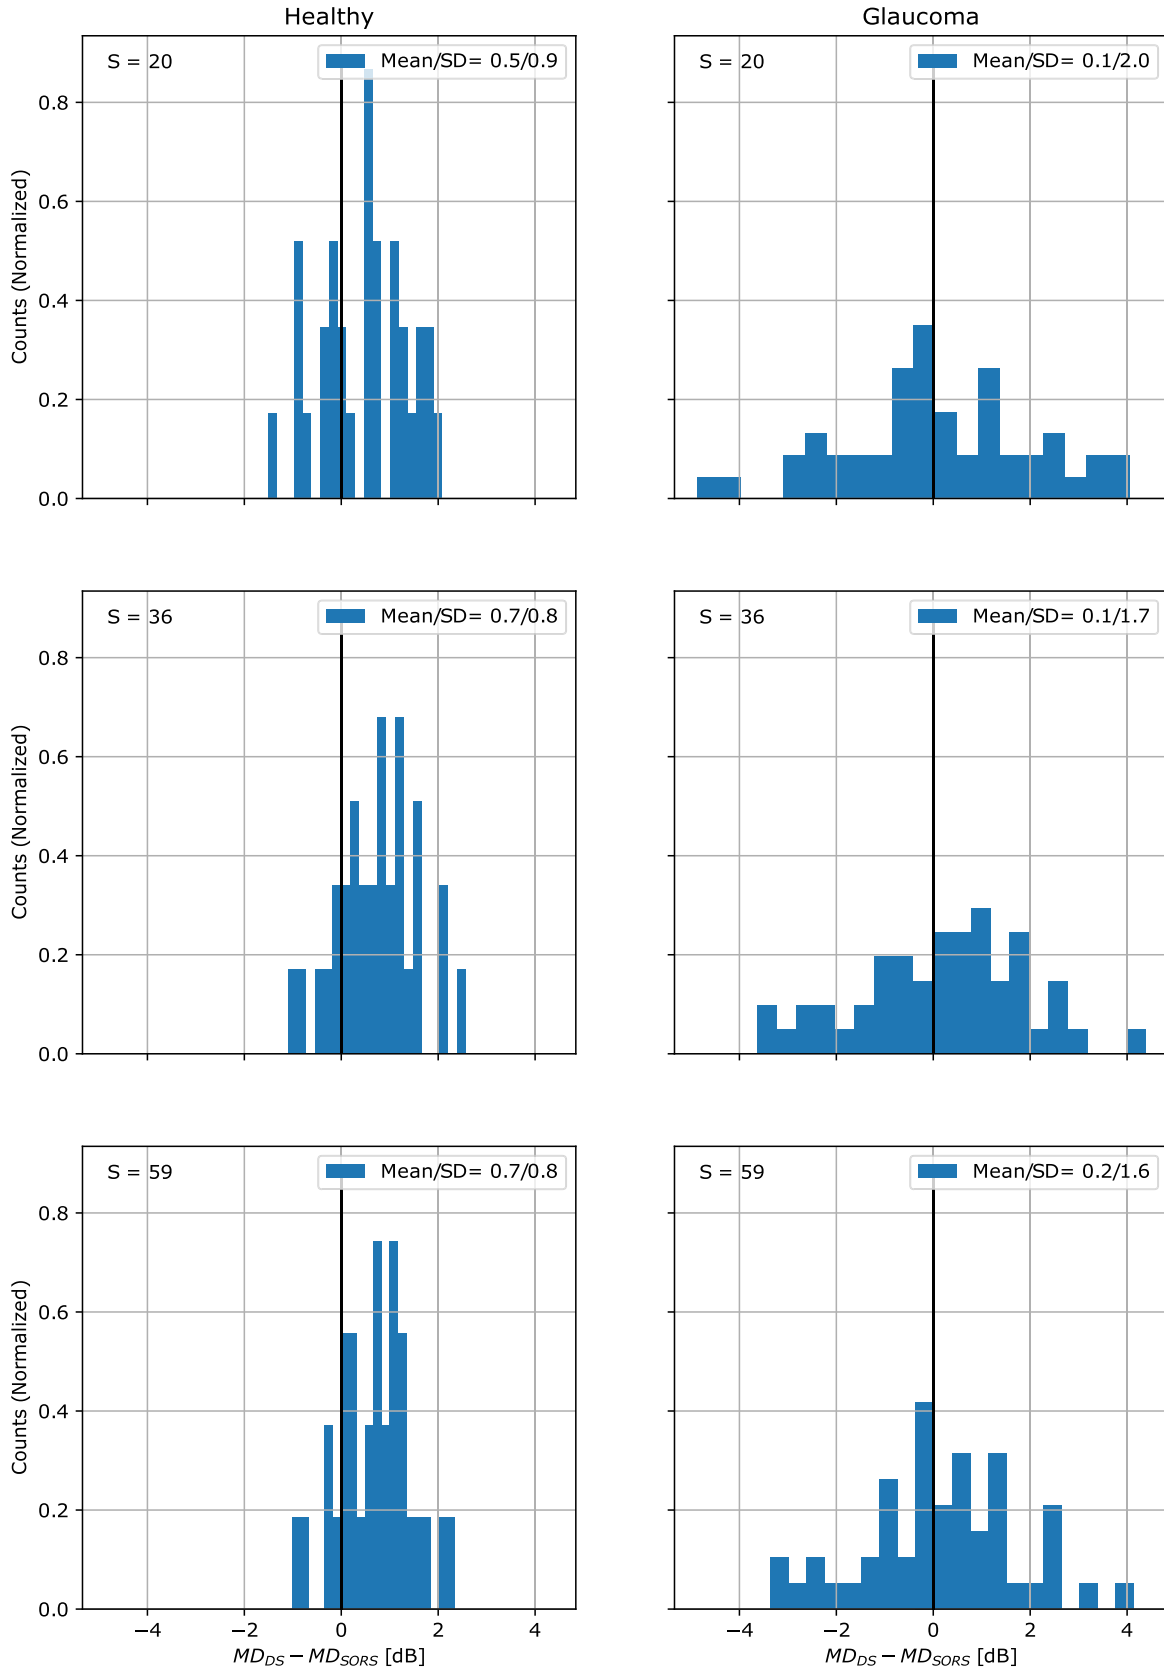 Healthy
Glaucoma
S = 20
Mean/SD= 0.5/0.9
S = 20
Mean/SD= 0.1/2.0
Counts (Normalized)
0.8
0.6
0.4
0.2
0.0
S = 36
Mean/SD= 0.7/0.8
S = 36
Mean/SD= 0.1/1.7
Counts (Normalized)
0.8
0.6
0.4
0.2
0.0
S = 59
Mean/SD= 0.7/0.8
S = 59
Mean/SD= 0.2/1.6
Counts (Normalized)
0.8
0.6
0.4
0.2
0.0
−4 −2 0 2 4
−4 −2 0 2 4
MD_DS − MD_SORS [dB]
MD_DS − MD_SORS [dB]